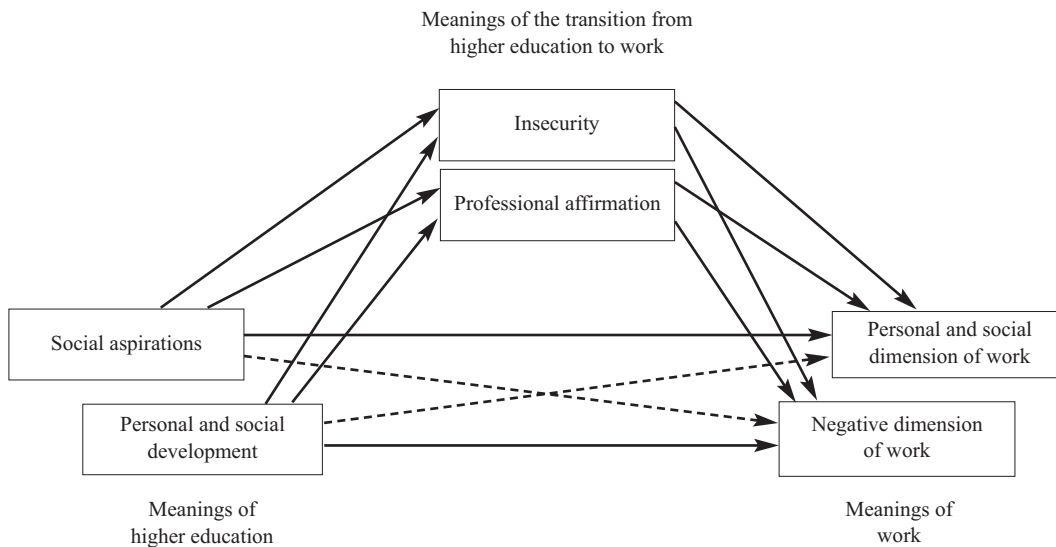 Meanings of the transition from
higher education to work
Insecurity
Professional affirmation
Social aspirations
Personal and social
dimension of work
Personal and social
development
Negative dimension
of work
Meanings of
higher education
Meanings of
work